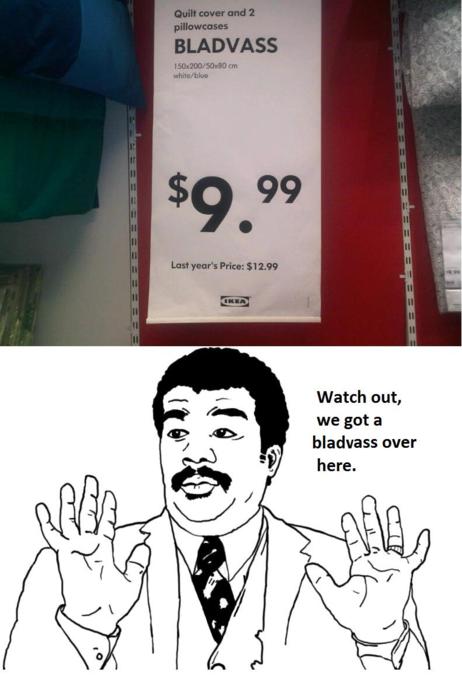 Quilt cover and 2
pillowcases
BLADVASS
150x200/50x80 cm
white/blue
$9.99
Last year's Price: $12.99
IKEA
Watch out,
we got a
bladvass over
here.